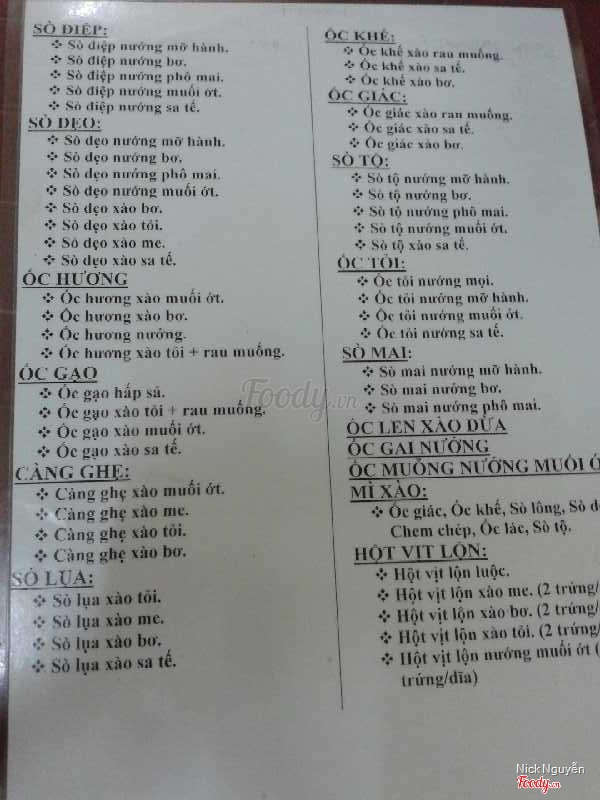 SÒ ĐIỆP:
❖ Sò điệp nướng mỡ hành.
❖ Sò điệp nướng bơ.
❖ Sò điệp nướng phô mai.
❖ Sò điệp nướng muối ớt.
❖ Sò điệp nướng sa tế.
SÒ DẸO:
❖ Sò dẹo nướng mỡ hành.
❖ Sò dẹo nướng bơ.
❖ Sò dẹo nướng phô mai.
❖ Sò dẹo nướng muối ớt.
❖ Sò dẹo xào bơ.
❖ Sò dẹo xào tỏi.
❖ Sò dẹo xào me.
❖ Sò dẹo xào sa tế.
ỐC HƯƠNG
❖ Ốc hương xào muối ớt.
❖ Ốc hương xào bơ.
❖ Ốc hương nướng.
❖ Ốc hương xào tỏi + rau muống.
ỐC GẠO
❖ Ốc gạo hấp sả.
❖ Ốc gạo xào tỏi + rau muống.
❖ Ốc gạo xào muối ớt.
❖ Ốc gạo xào sa tế.
CÀNG GHẸ:
❖ Càng ghẹ xào muối ớt.
❖ Càng ghẹ xào me.
❖ Càng ghẹ xào tỏi.
❖ Càng ghẹ xào bơ.
SÒ LỤA:
❖ Sò lụa xào tỏi.
❖ Sò lụa xào me.
❖ Sò lụa xào bơ.
❖ Sò lụa xào sa tế.
ỐC KHẾ:
❖ Ốc khế xào rau muống.
❖ Ốc khế xào sa tế.
❖ Ốc khế xào bơ.
ỐC GIÁC:
❖ Ốc giác xào rau muống.
❖ Ốc giác xào sa tế.
❖ Ốc giác xào bơ.
SÒ TỘ:
❖ Sò tộ nướng mỡ hành.
❖ Sò tộ nướng bơ.
❖ Sò tộ nướng phô mai.
❖ Sò tộ nướng muối ớt.
❖ Sò tộ xào sa tế.
ỐC TỎI:
❖ Ốc tỏi nướng mọi.
❖ Ốc tỏi nướng mỡ hành.
❖ Ốc tỏi nướng muối ớt.
❖ Ốc tỏi nướng sa tế.
SÒ MAI:
❖ Sò mai nướng mỡ hành.
❖ Sò mai nướng bơ.
❖ Sò mai nướng phô mai.
ỐC LEN XÀO DỪA
ỐC GAI NƯỚNG
ỐC MUỖNG NƯỚNG MUỐI
MÌ XÀO:
❖ Ốc giác, Ốc khế, Sò lông, Sò
Chem chép, Ốc lác, Sò tộ.
HỘT VỊT LỘN:
❖ Hột vịt lộn luộc.
❖ Hột vịt lộn xào me. (2 trứng/
❖ Hột vịt lộn xào bơ. (2 trứng/
❖ Hột vịt lộn xào tỏi. (2 trứng/
❖ Hột vịt lộn nướng muối ớt (
trứng/dĩa)
Foody.vn
Nick Nguyễn
Foody.vn